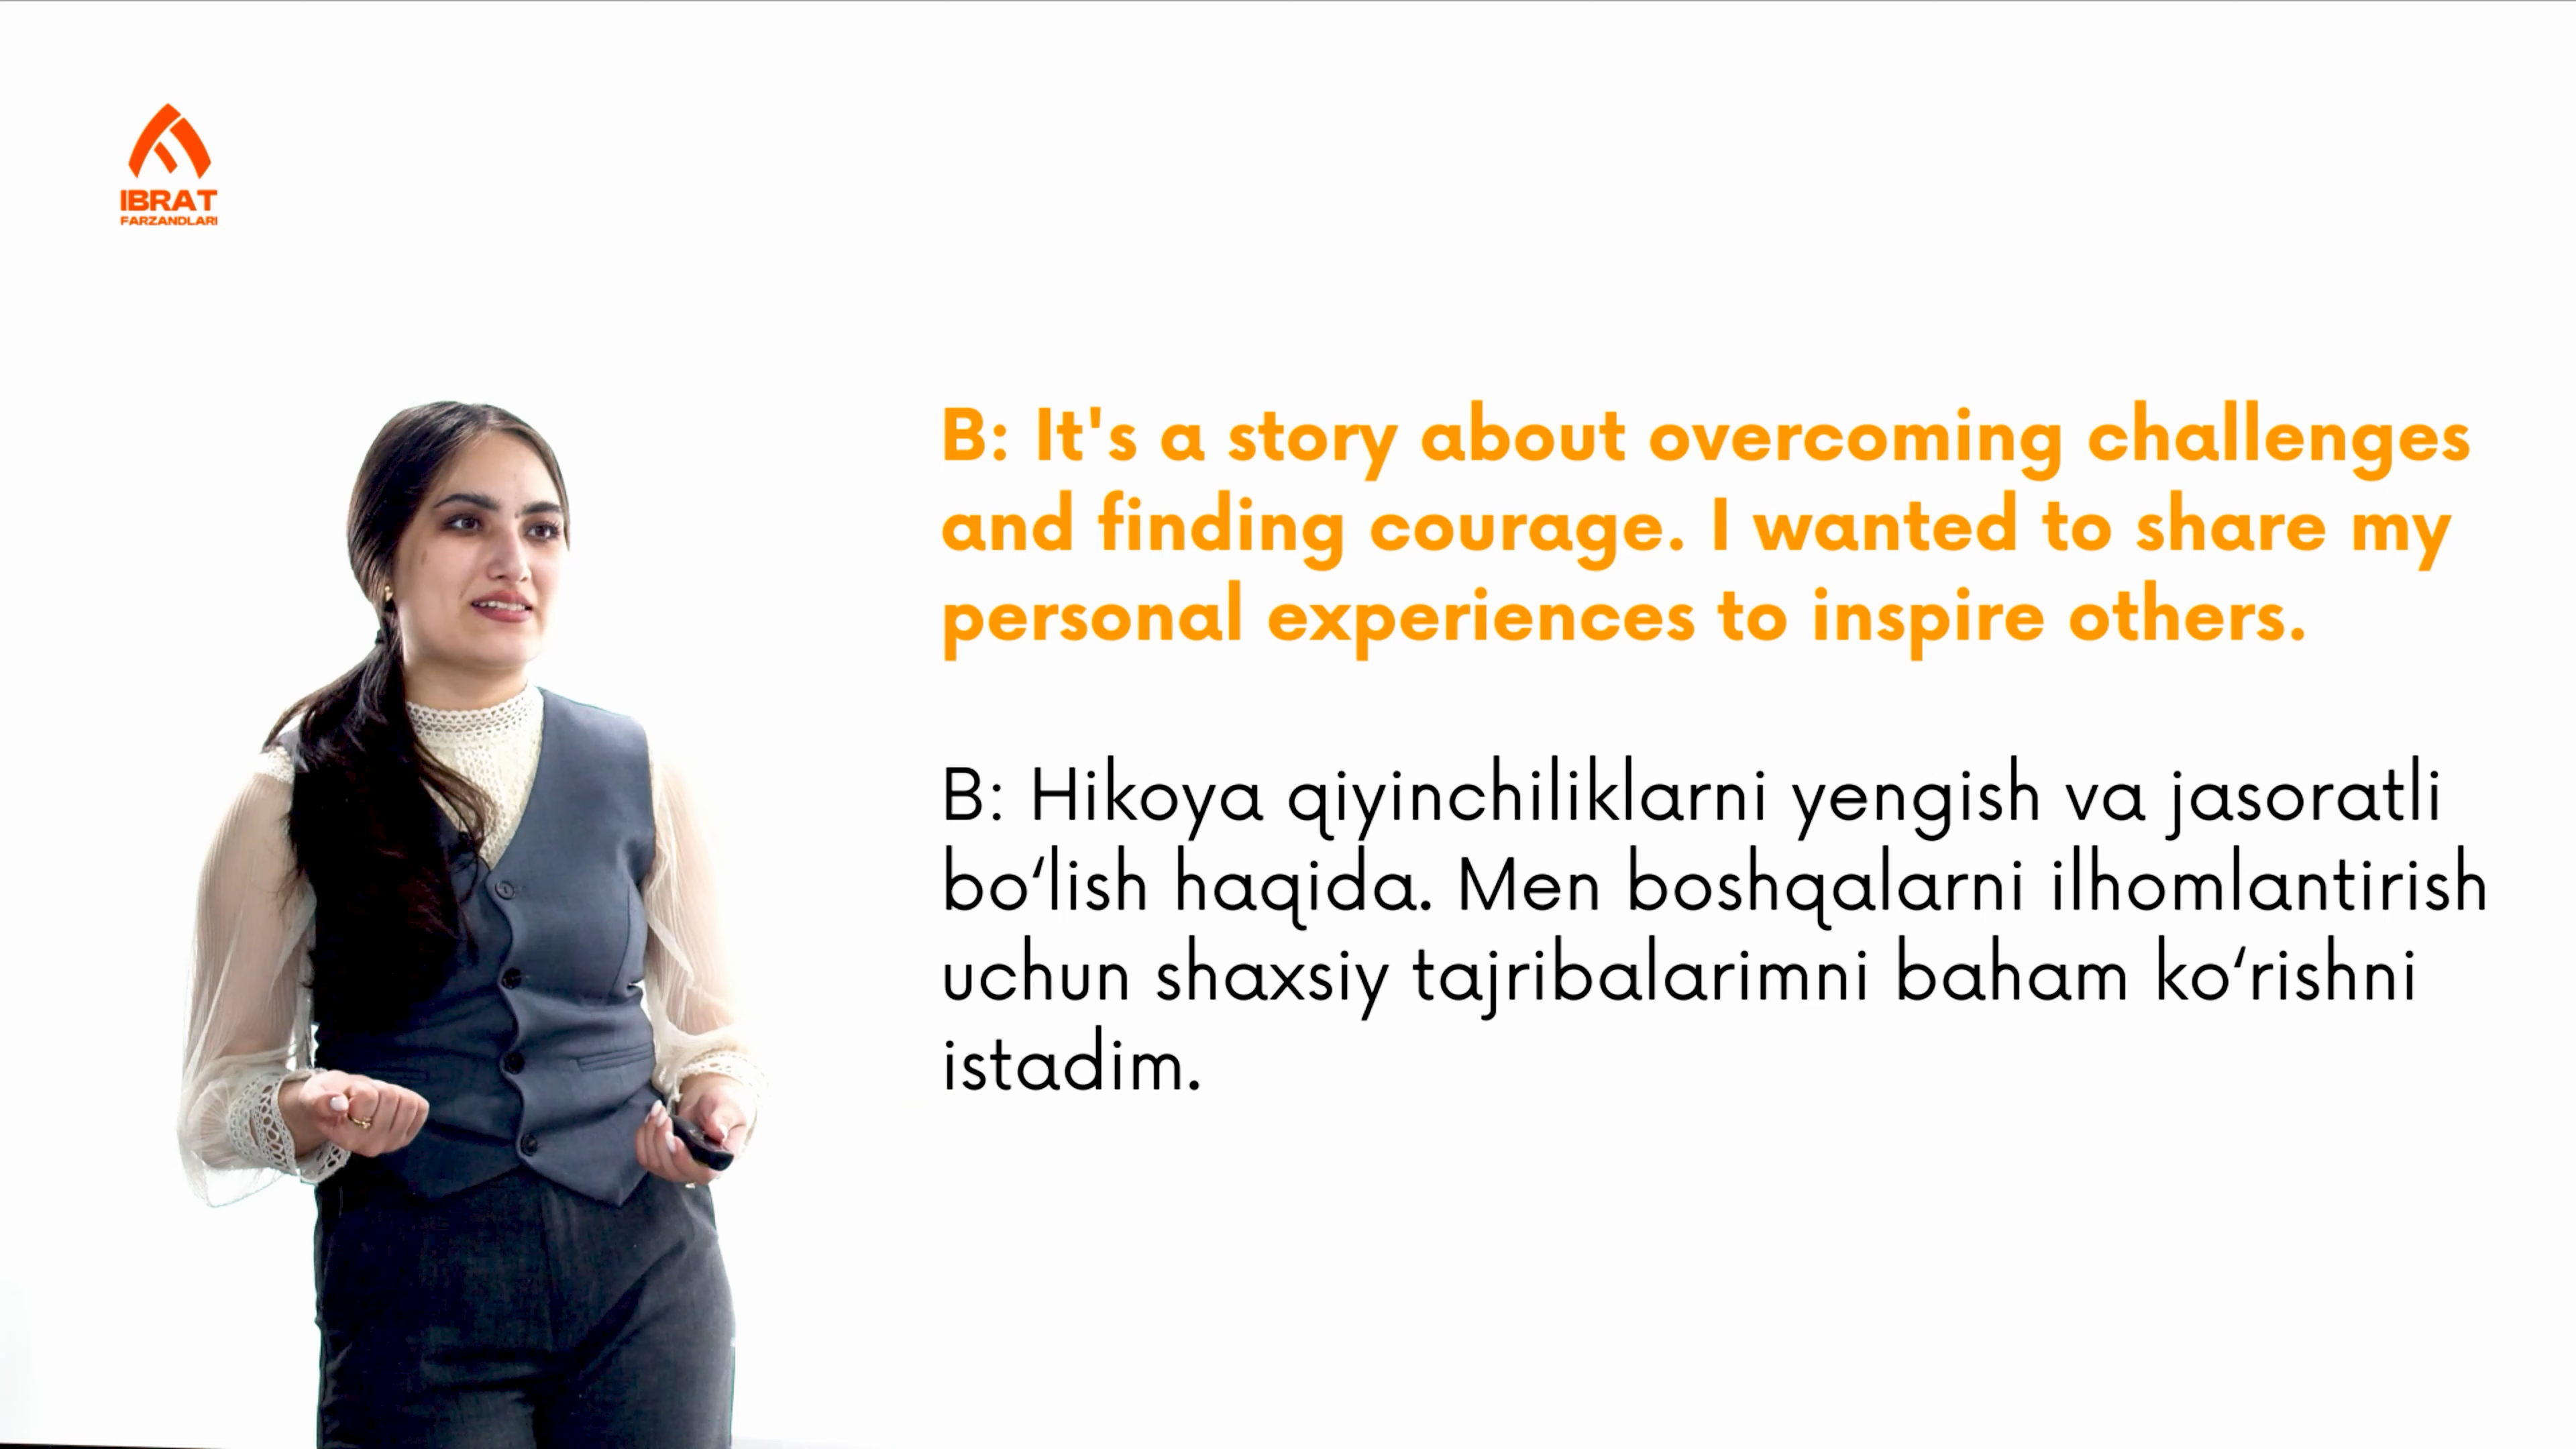 IBRAT
FARZANDLARI
B: It's a story about overcoming challenges
and finding courage. I wanted to share my
personal experiences to inspire others.
B: Hikoya qiyinchiliklarni yengish va jasoratli
bo‘lish haqida. Men boshqalarni ilhomlantirish
uchun shaxsiy tajribalarimni baham ko‘rishni
istadim.